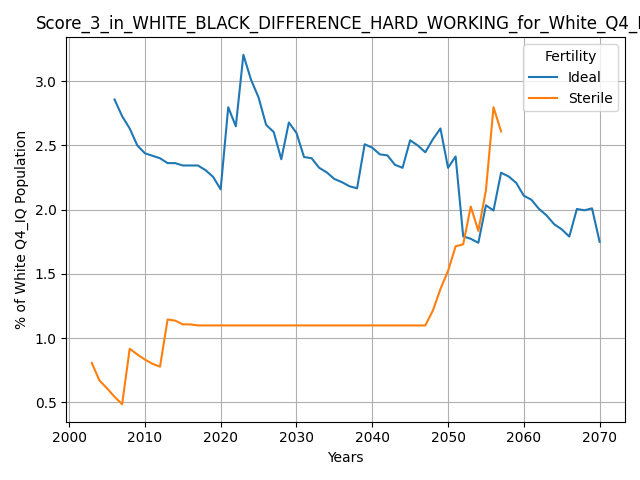 Score_3_in_WHITE_BLACK_DIFFERENCE_HARD_WORKING_for_White_Q4_I
Fertility
Ideal
Sterile
% of White Q4_IQ Population
3.0
2.5
2.0
1.5
1.0
0.5
2000 2010 2020 2030 2040 2050 2060 2070
Years